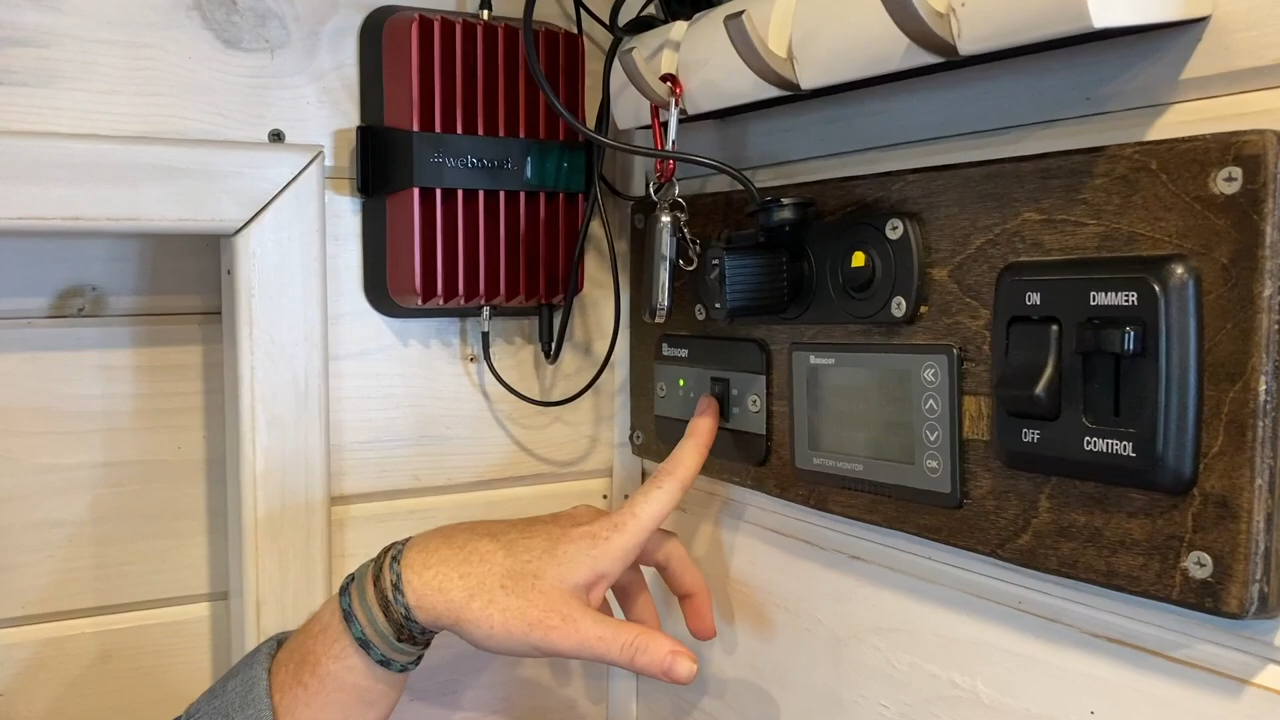 weboost
RENOGY
RENOGY
BATTERY MONITOR
OK
ON
DIMMER
OFF
CONTROL